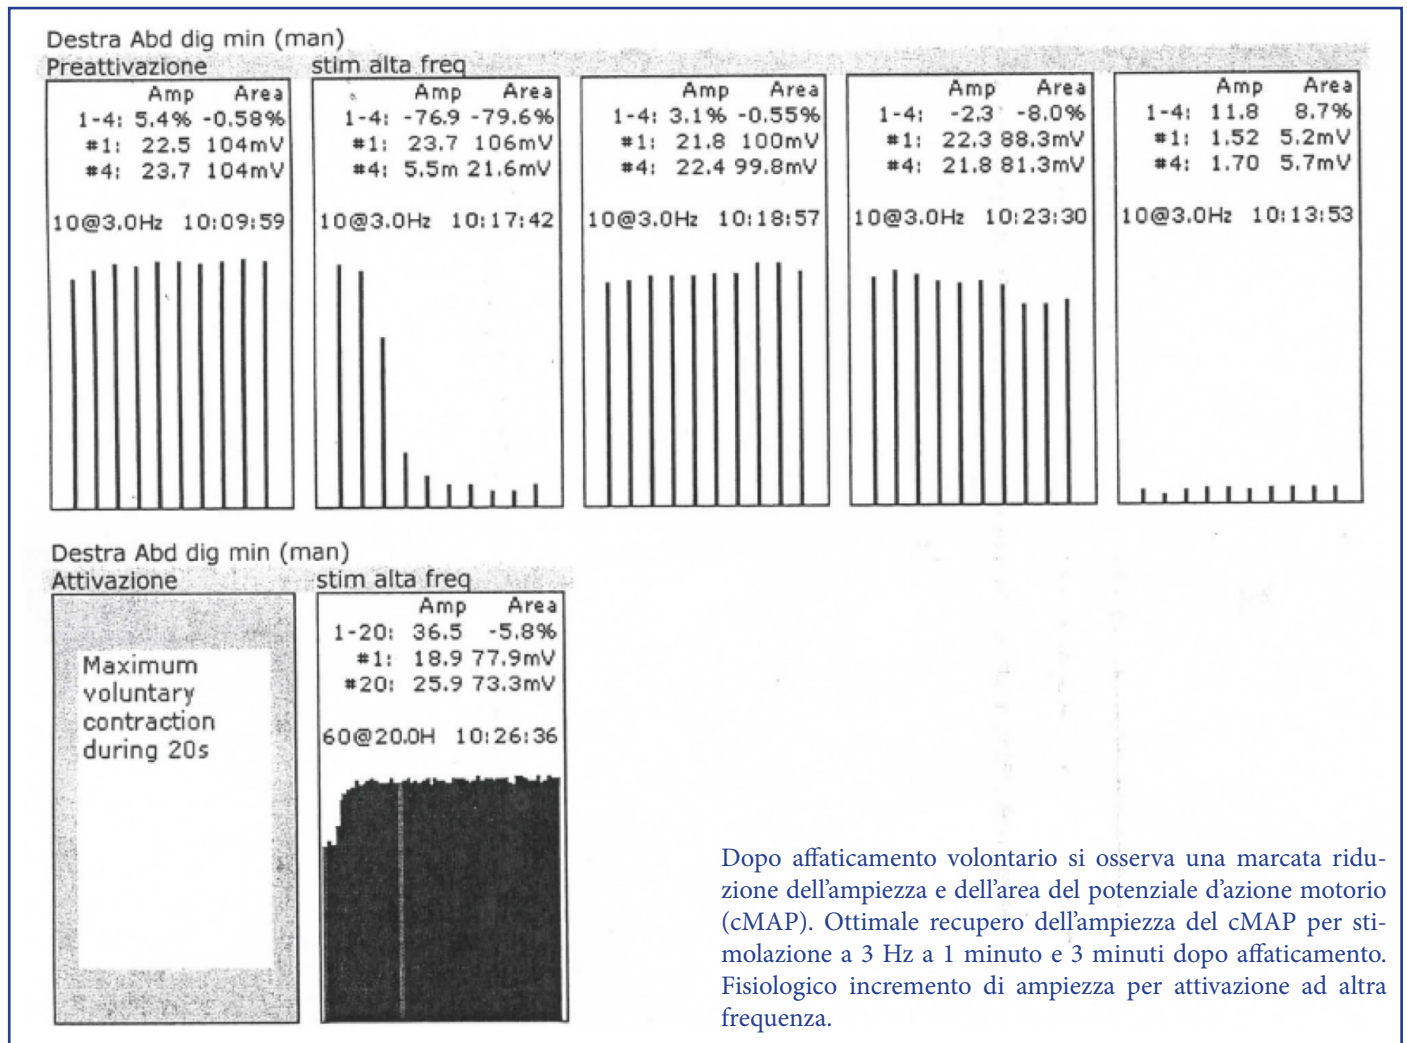 Destra Abd dig min (man)
Preattivazione
stim alta freq
Amp Area
1-4: 5.4% -0.58%
#1: 22.5 104mV
#4: 23.7 104mV
10@3.0Hz 10:09:59
Amp Area
1-4: -76.9 -79.6%
#1: 23.7 106mV
#4: 5.5m 21.6mV
10@3.0Hz 10:17:42
Amp Area
1-4: 3.1% -0.55%
#1: 21.8 100mV
#4: 22.4 99.8mV
10@3.0Hz 10:18:57
Amp Area
1-4: -2.3 -8.0%
#1: 22.3 88.3mV
#4: 21.8 81.3mV
10@3.0Hz 10:23:30
Amp Area
1-4: 11.8 8.7%
#1: 1.52 5.2mV
#4: 1.70 5.7mV
10@3.0Hz 10:13:53
Destra Abd dig min (man)
Attivazione
stim alta freq
Maximum
voluntary
contraction
during 20s
Amp Area
1-20: 36.5 -5.8%
#1: 18.9 77.9mV
#20: 25.9 73.3mV
60@20.0H 10:26:36
Dopo affaticamento volontario si osserva una marcata ridu-
zione dell'ampiezza e dell'area del potenziale d'azione motorio
(cMAP). Ottimale recupero dell'ampiezza del cMAP per sti-
molazione a 3 Hz a 1 minuto e 3 minuti dopo affaticamento.
Fisiologico incremento di ampiezza per attivazione ad altra
frequenza.